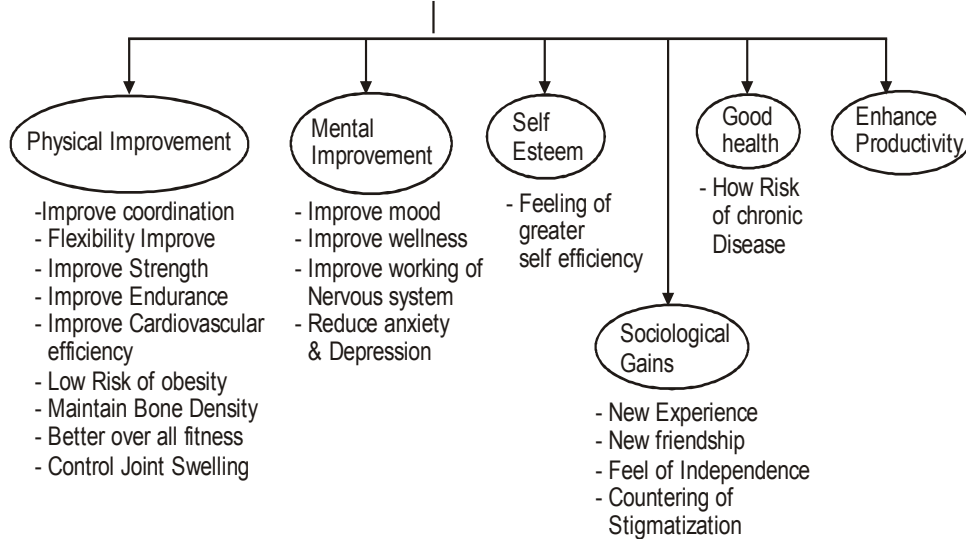 Physical Improvement
-Improve coordination
- Flexibility Improve
- Improve Strength
- Improve Endurance
- Improve Cardiovascular
efficiency
- Low Risk of obesity
- Maintain Bone Density
- Better over all fitness
- Control Joint Swelling
Mental
Improvement
- Improve mood
- Improve wellness
- Improve working of
Nervous system
- Reduce anxiety
& Depression
Self
Esteem
- Feeling of
greater
self efficiency
Sociological
Gains
- New Experience
- New friendship
- Feel of Independence
- Countering of
Stigmatization
Good
health
- How Risk
of chronic
Disease
Enhance
Productivity